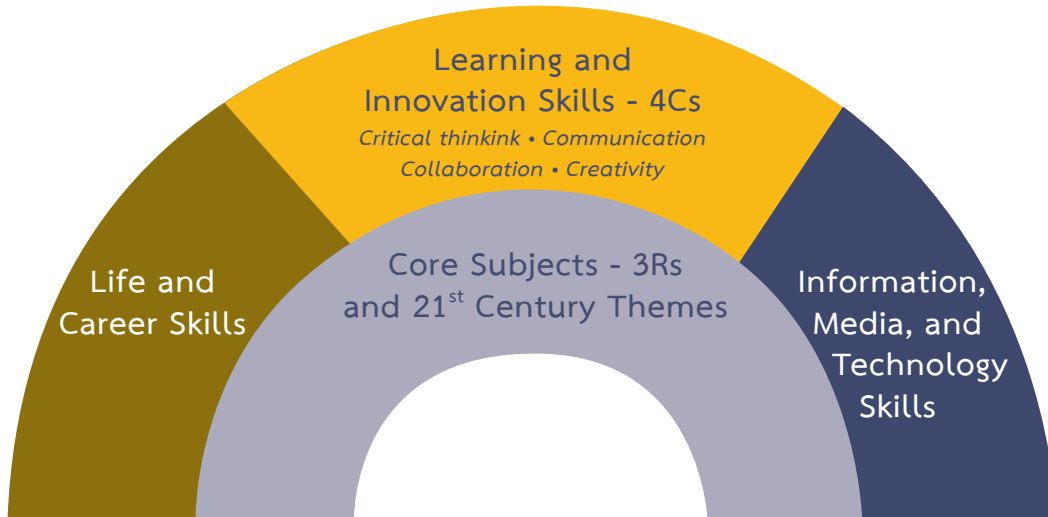 Learning and
Innovation Skills - 4Cs
Critical thinkink • Communication
Collaboration • Creativity
Core Subjects - 3Rs
and 21st Century Themes
Life and
Career Skills
Information,
Media, and
Technology
Skills